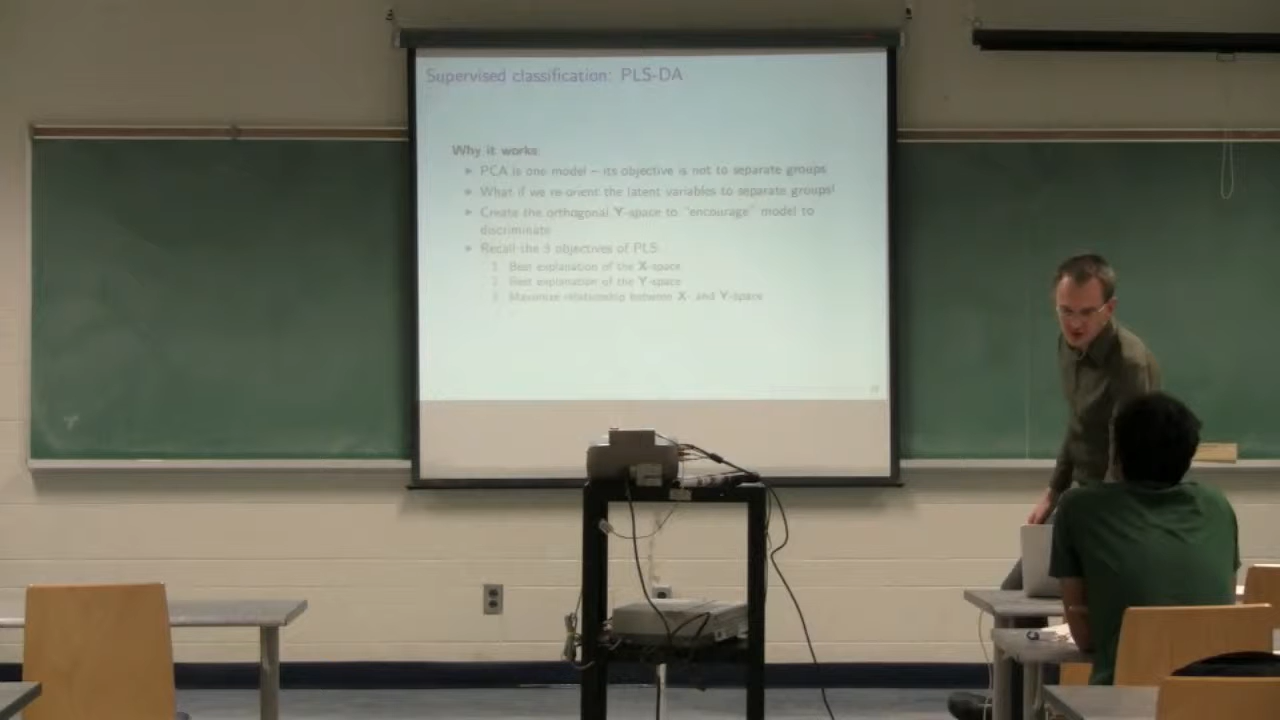 Supervised classification: PLS-DA
Why it works:
► PCA is one model – its objective is not to separate groups
► What if we re-orient the latent variables to separate groups!
► Create the orthogonal Y-space to "encourage" model to
discriminate
► Recall the 3 objectives of PLS:
1. Best explanation of the X-space
2. Best explanation of the Y-space
3. Maximize relationship between X- and Y-space